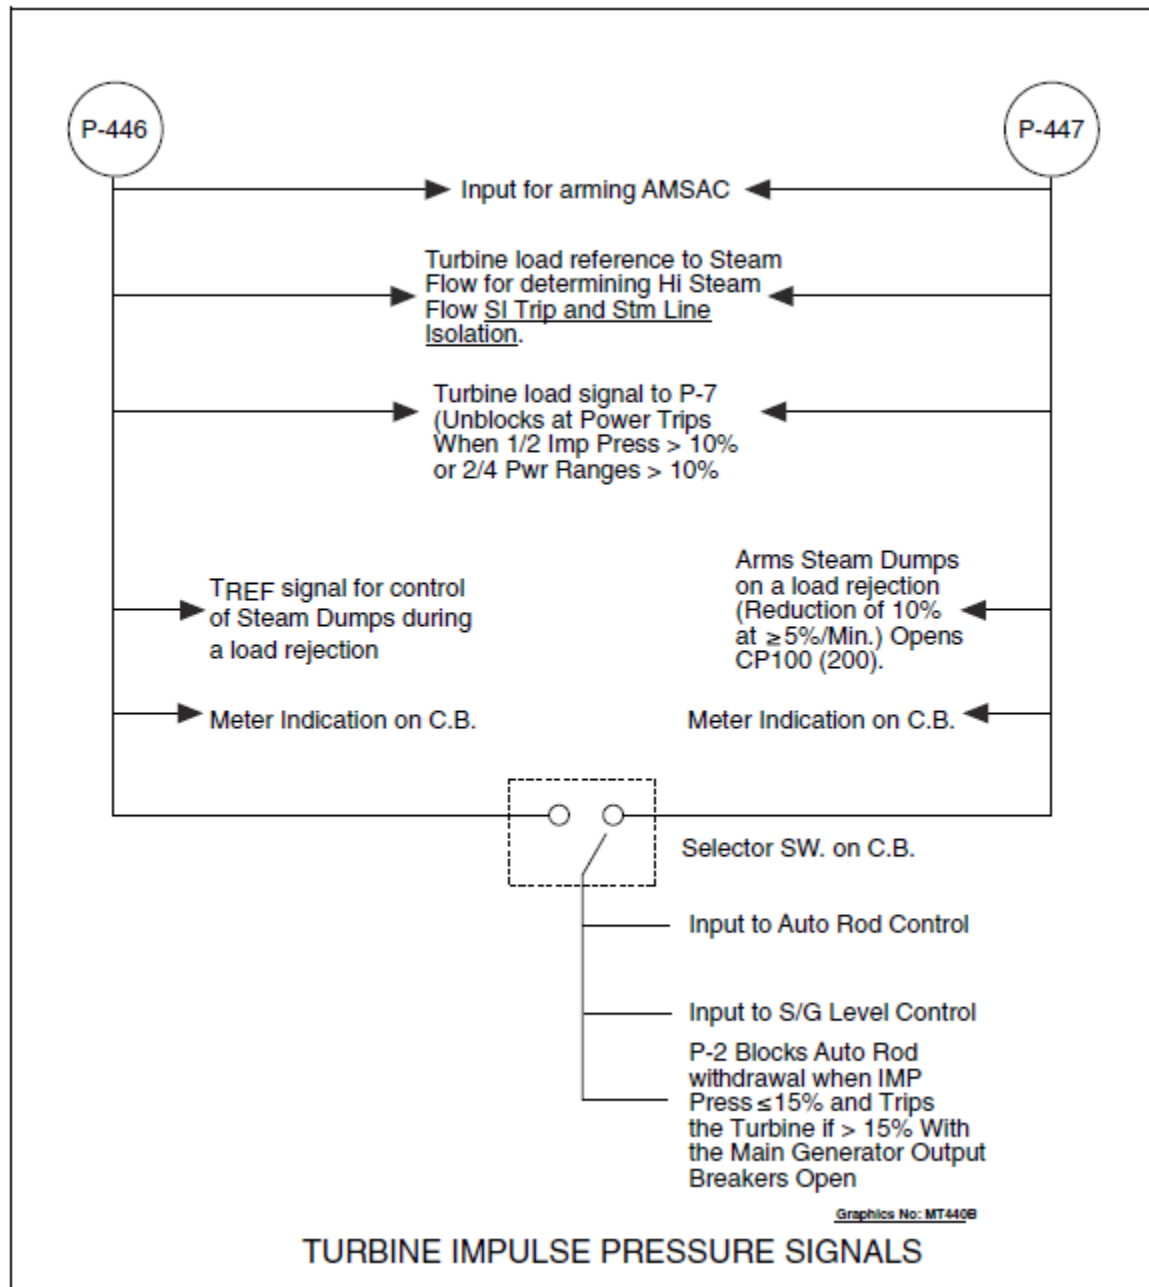 P-446
P-447
Input for arming AMSAC
Turbine load reference to Steam
Flow for determining Hi Steam
Flow SI Trip and Stm Line
Isolation.
Turbine load signal to P-7
(Unblocks at Power Trips
When 1/2 Imp Press > 10%
or 2/4 Pwr Ranges > 10%
TREF signal for control
of Steam Dumps during
a load rejection
Arms Steam Dumps
on a load rejection
(Reduction of 10%
at ≥5%/Min.) Opens
CP100 (200).
Meter Indication on C.B.
Meter Indication on C.B.
Selector SW. on C.B.
Input to Auto Rod Control
Input to S/G Level Control
P-2 Blocks Auto Rod
withdrawal when IMP
Press ≤15% and Trips
the Turbine if > 15% With
the Main Generator Output
Breakers Open
Graphics No: MT440B
TURBINE IMPULSE PRESSURE SIGNALS